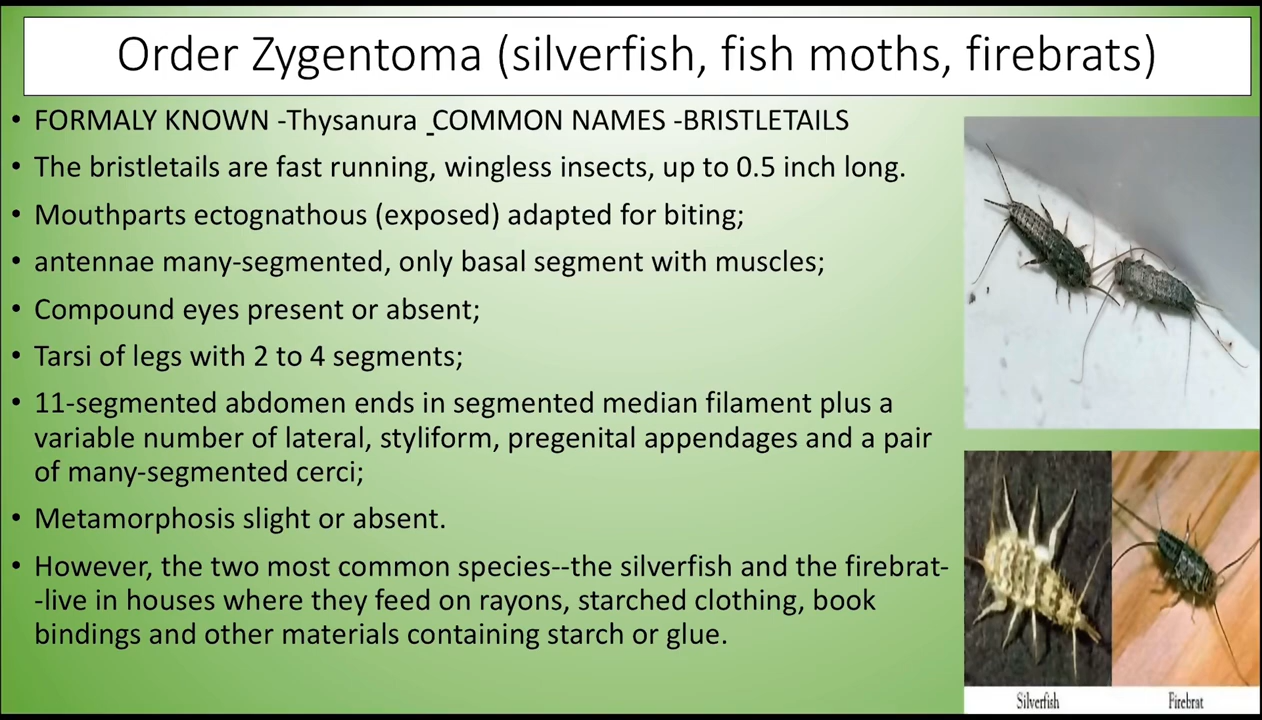 Order Zygentoma (silverfish, fish moths, firebrats)
• FORMALY KNOWN -Thysanura _COMMON NAMES -BRISTLETAILS
• The bristletails are fast running, wingless insects, up to 0.5 inch long.
• Mouthparts ectognathous (exposed) adapted for biting;
• antennae many-segmented, only basal segment with muscles;
• Compound eyes present or absent;
• Tarsi of legs with 2 to 4 segments;
• 11-segmented abdomen ends in segmented median filament plus a
variable number of lateral, styliform, pregenital appendages and a pair
of many-segmented cerci;
• Metamorphosis slight or absent.
• However, the two most common species--the silverfish and the firebrat-
-live in houses where they feed on rayons, starched clothing, book
bindings and other materials containing starch or glue.
Silverfish
Firebrat